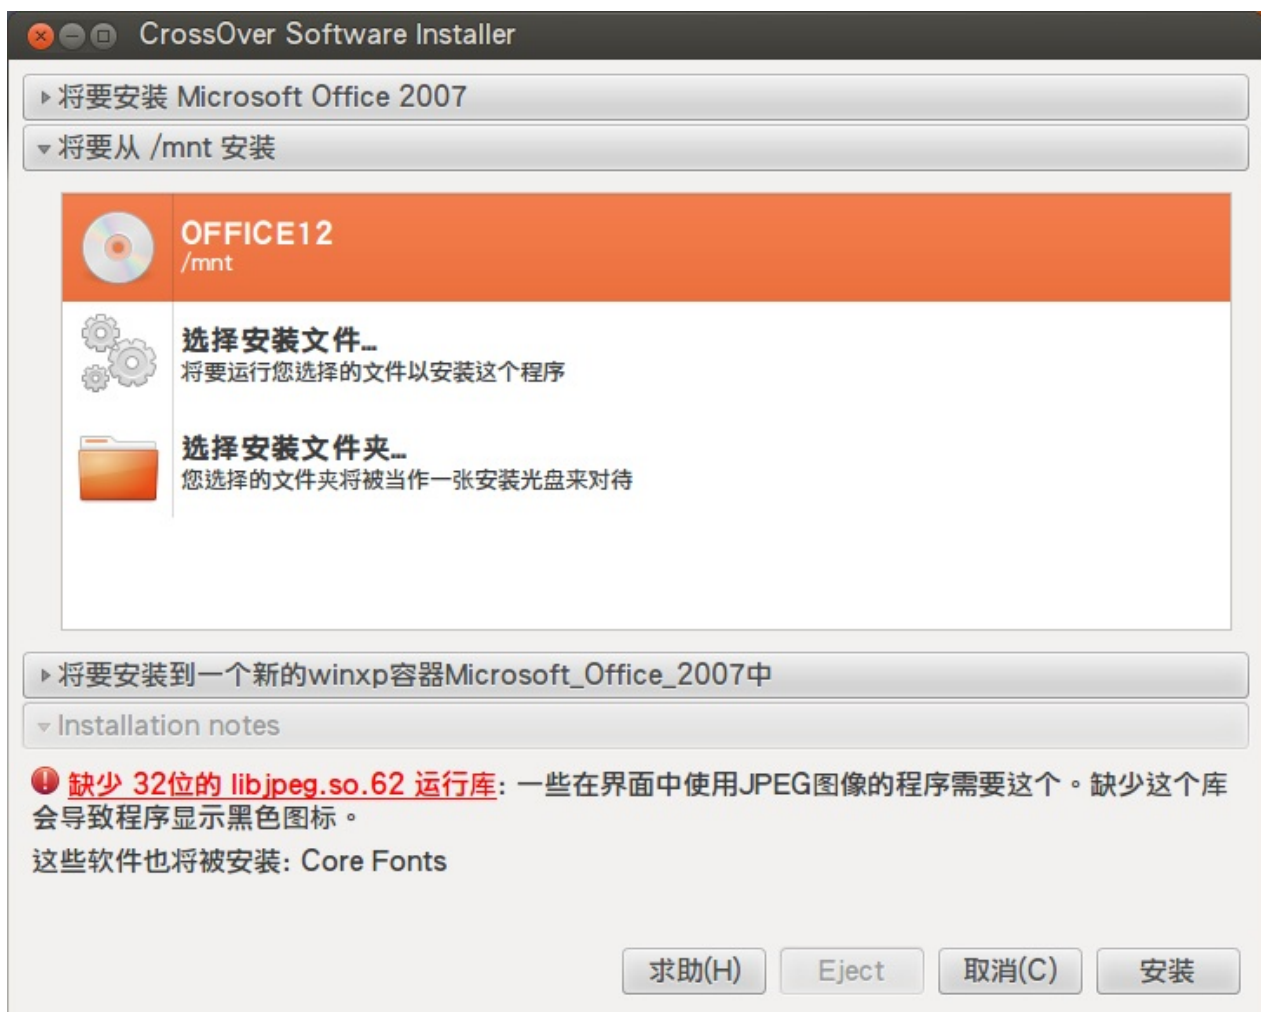 CrossOver Software Installer
将要安装 Microsoft Office 2007
将要从 /mnt 安装
OFFICE12
/mnt
选择安装文件...
将要运行您选择的文件以安装这个程序
选择安装文件夹...
您选择的文件夹将被当作一张安装光盘来对待
将要安装到一个新的winxp容器Microsoft_Office_2007中
Installation notes
缺少 32位的 libjpeg.so.62 运行库: 一些在界面中使用JPEG图像的程序需要这个。缺少这个库
会导致程序显示黑色图标。
这些软件也将被安装: Core Fonts
求助(H) Eject 取消(C) 安装